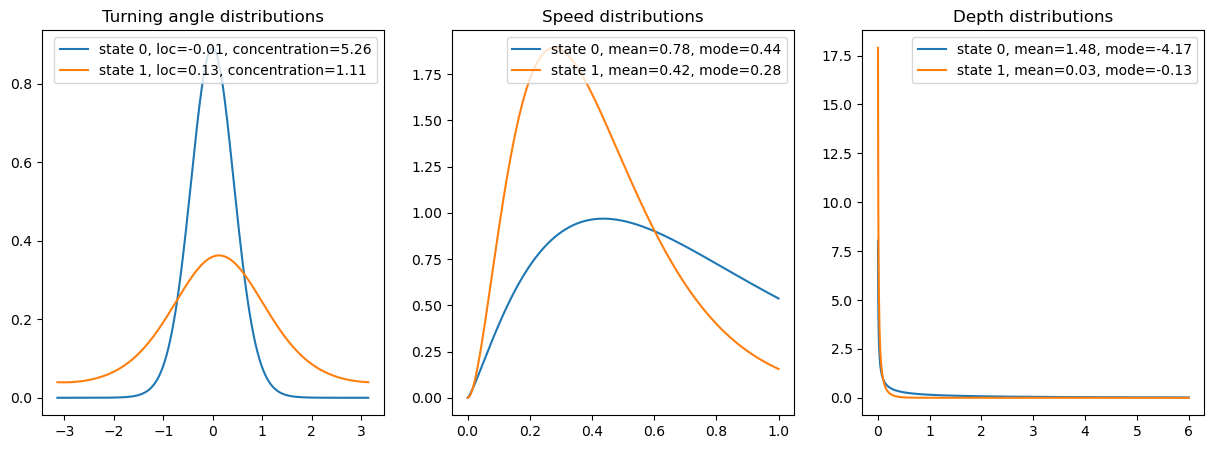 Turning angle distributions
state 0, loc=-0.01, concentration=5.26
state 1, loc=0.13, concentration=1.11
0.8
0.6
0.4
0.2
0.0
−3 −2 −1 0 1 2 3
Speed distributions
state 0, mean=0.78, mode=0.44
state 1, mean=0.42, mode=0.28
1.75
1.50
1.25
1.00
0.75
0.50
0.25
0.00
0.0 0.2 0.4 0.6 0.8 1.0
Depth distributions
state 0, mean=1.48, mode=-4.17
state 1, mean=0.03, mode=-0.13
17.5
15.0
12.5
10.0
7.5
5.0
2.5
0.0
0 1 2 3 4 5 6